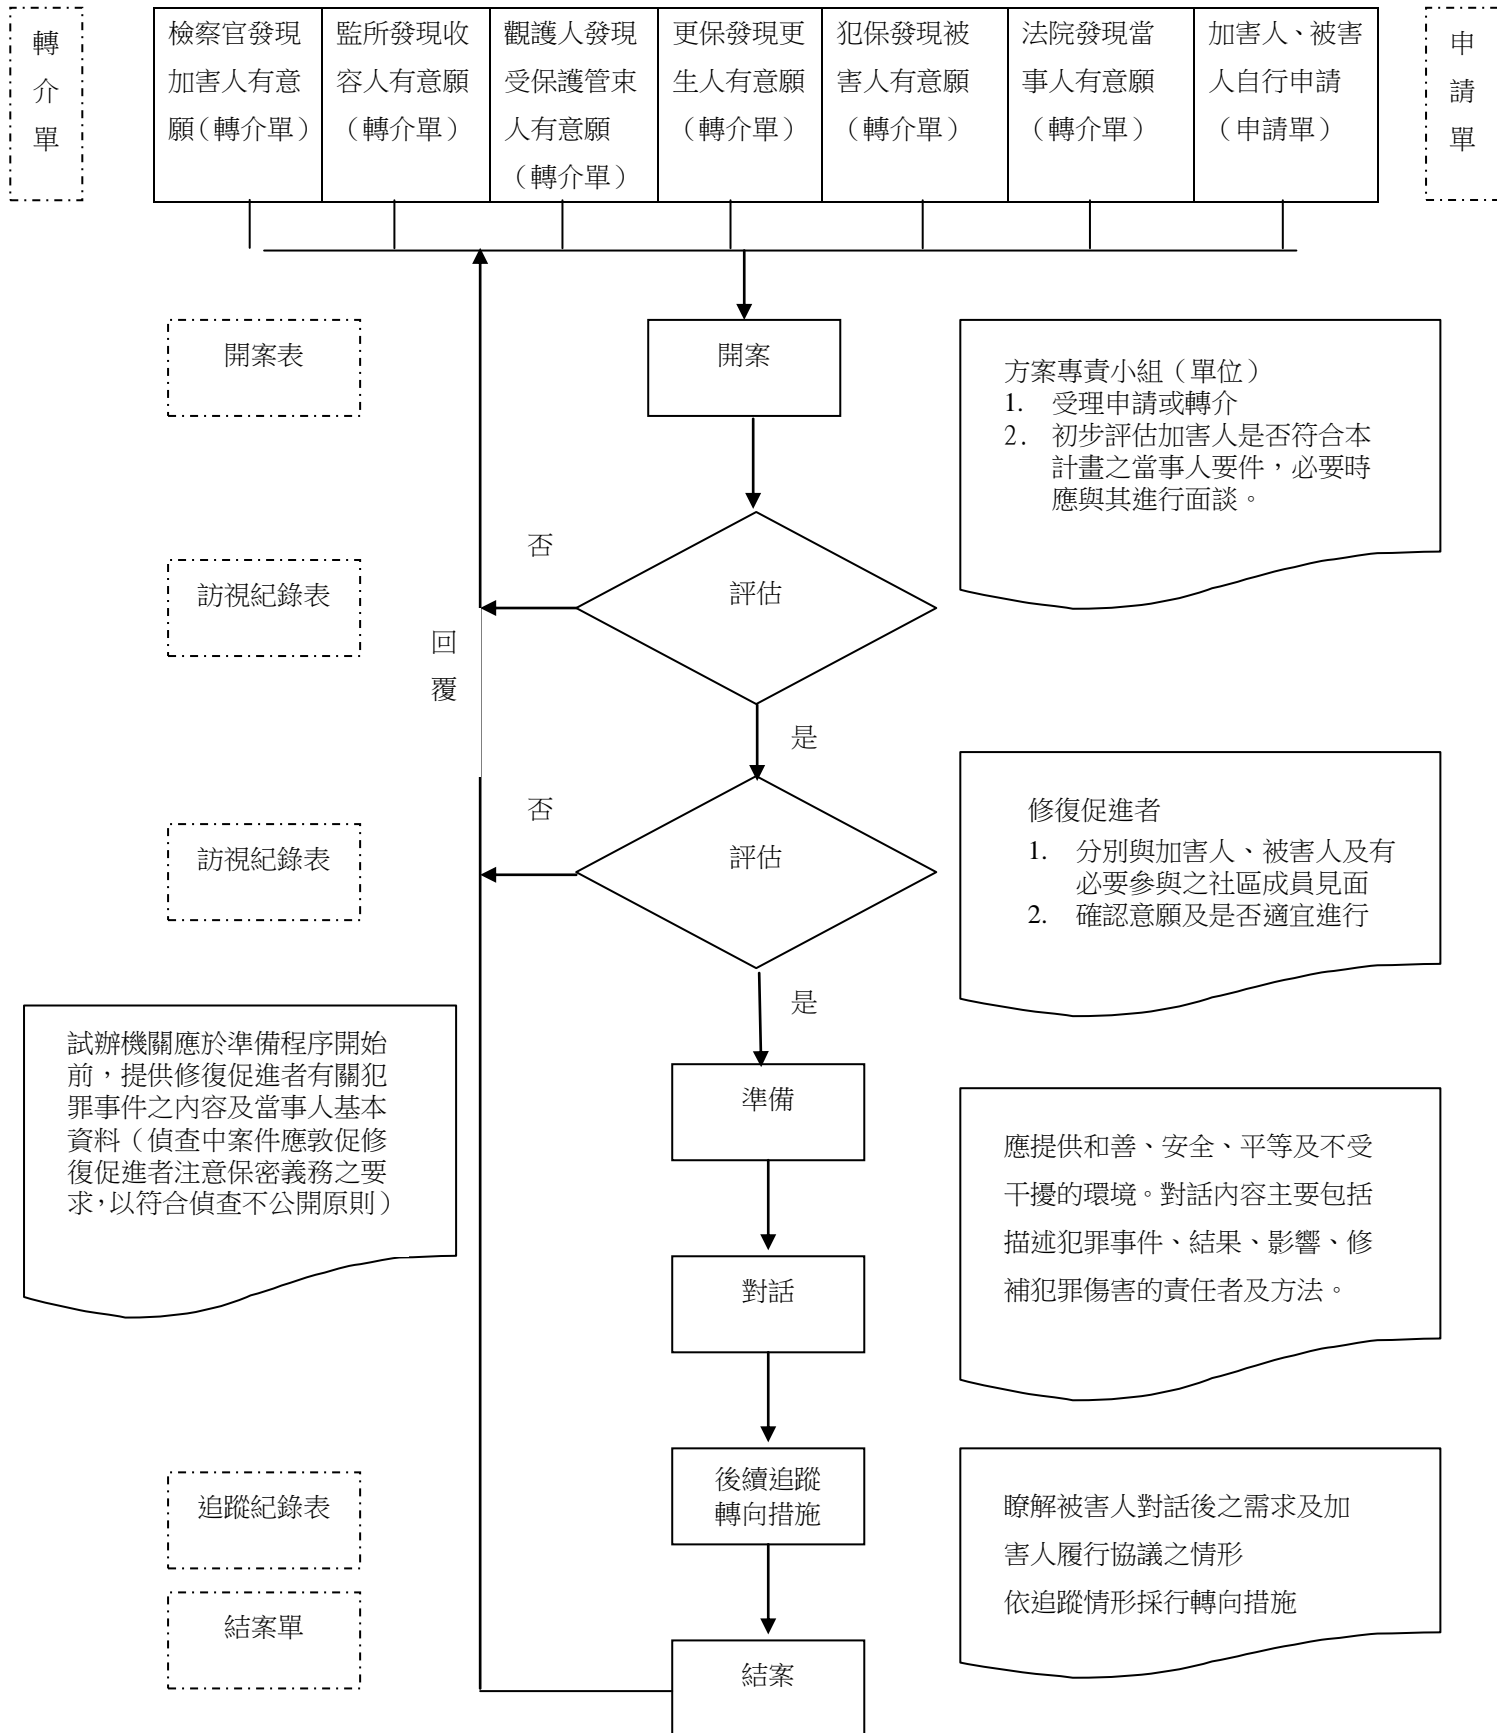 轉
介
單
檢察官發現
加害人有意
願（轉介單）
監所發現收
容人有意願
（轉介單）
觀護人發現
受保護管束
人有意願
（轉介單）
更保發現更
生人有意願
（轉介單）
犯保發現被
害人有意願
（轉介單）
法院發現當
事人有意願
（轉介單）
加害人、被害
人自行申請
（申請單）
申
請
單
開案表
開案
方案專責小組（單位）
1. 受理申請或轉介
2. 初步評估加害人是否符合本
計畫之當事人要件，必要時
應與其進行面談。
否
訪視紀錄表
評估
回
覆
是
否
訪視紀錄表
評估
修復促進者
1. 分別與加害人、被害人及有
必要參與之社區成員見面
2. 確認意願及是否適宜進行
是
試辦機關應於準備程序開始
前，提供修復促進者有關犯
罪事件之內容及當事人基本
資料（偵查中案件應敦促修
復促進者注意保密義務之要
求，以符合偵查不公開原則）
準備
應提供和善、安全、平等及不受
干擾的環境。對話內容主要包括
描述犯罪事件、結果、影響、修
補犯罪傷害的責任者及方法。
對話
追蹤紀錄表
後續追蹤
轉向措施
瞭解被害人對話後之需求及加
害人履行協議之情形
依追蹤情形採行轉向措施
結案單
結案